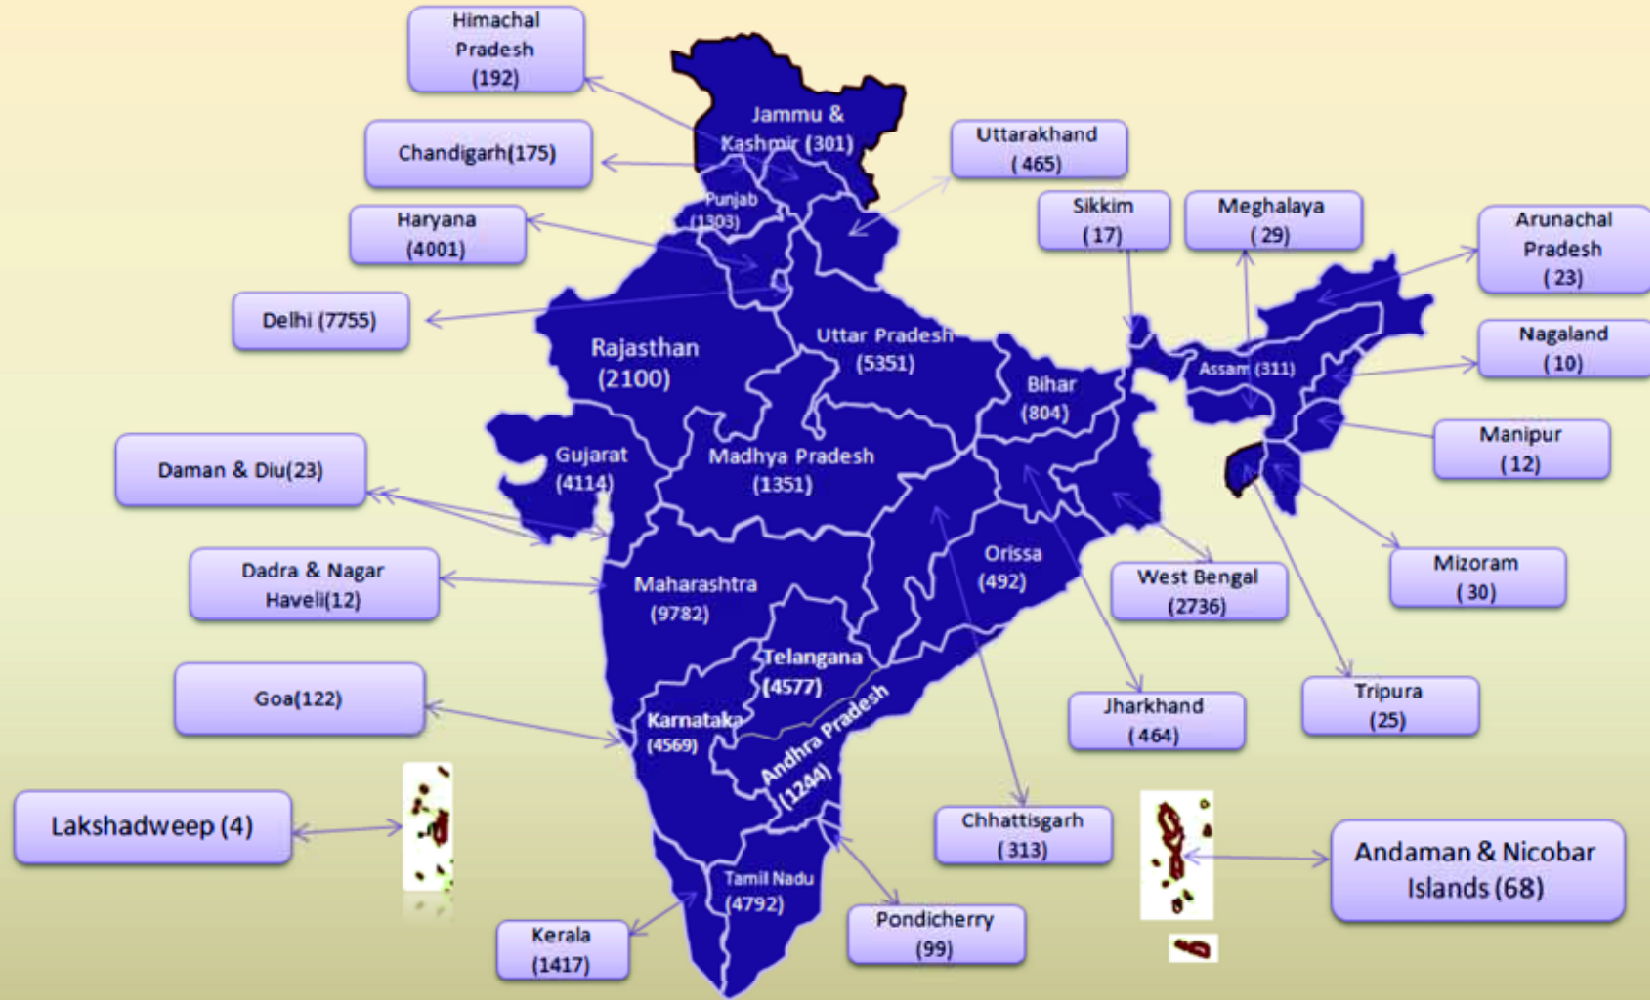 Himachal
Pradesh
(192)
Jammu &
Kashmir (301)
Chandigarh(175)
Uttarakhand
( 465)
Punjab
(1303)
Sikkim
( 17)
Meghalaya
( 29)
Arunachal
Pradesh
( 23)
Haryana
(4001)
Delhi (7755)
Nagaland
( 10)
Rajasthan
(2100)
Uttar Pradesh
(5351)
Bihar
(804)
Assam (311)
Manipur
(12)
Daman & Diu(23)
Gujarat
(4114)
Madhya Pradesh
(1351)
Dadra & Nagar
Haveli(12)
Maharashtra
(9782)
Orissa
(492)
West Bengal
(2736)
Mizoram
( 30)
Goa(122)
Telangana
(4577)
Karnataka
(4569)
Andhra Pradesh
(1244)
Jharkhand
( 464)
Tripura
(25)
Lakshadweep (4)
Chhattisgarh
( 313)
Andaman & Nicobar
Islands (68)
Tamil Nadu
(4792)
Kerala
(1417)
Pondicherry
(99)